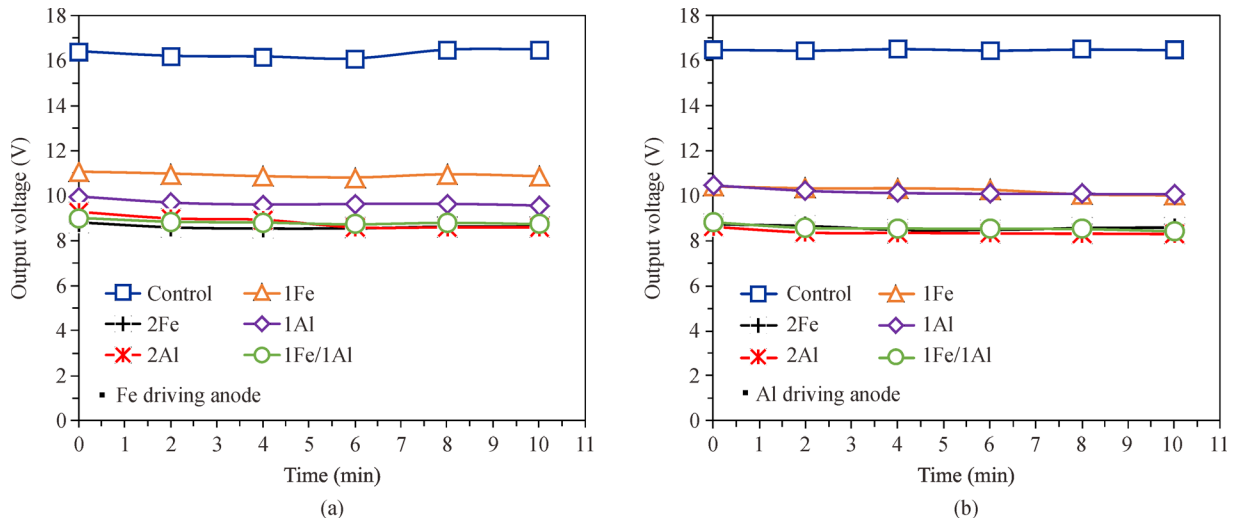 18
16
14
12
10
8
6
4
2
0
Output voltage (V)
Control
1Fe
2Fe
1Al
2Al
1Fe/1Al
▪ Fe driving anode
0 1 2 3 4 5 6 7 8 9 10 11
Time (min)
(a)
18
16
14
12
10
8
6
4
2
0
Output voltage (V)
Control
1Fe
2Fe
1Al
2Al
1Fe/1Al
▪ Al driving anode
0 1 2 3 4 5 6 7 8 9 10 11
Time (min)
(b)